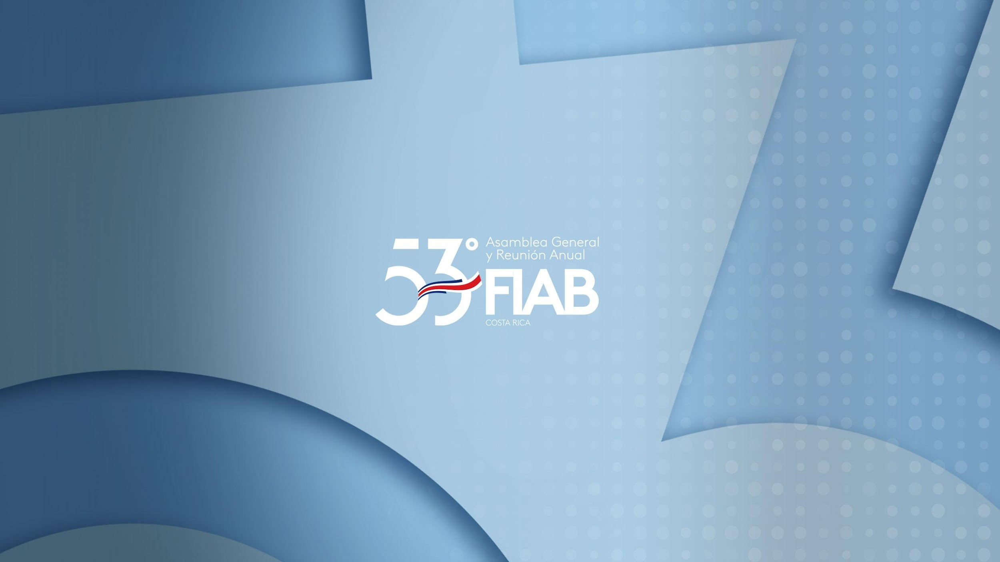 53° Asamblea General
y Reunión Anual
FIAB
COSTA RICA